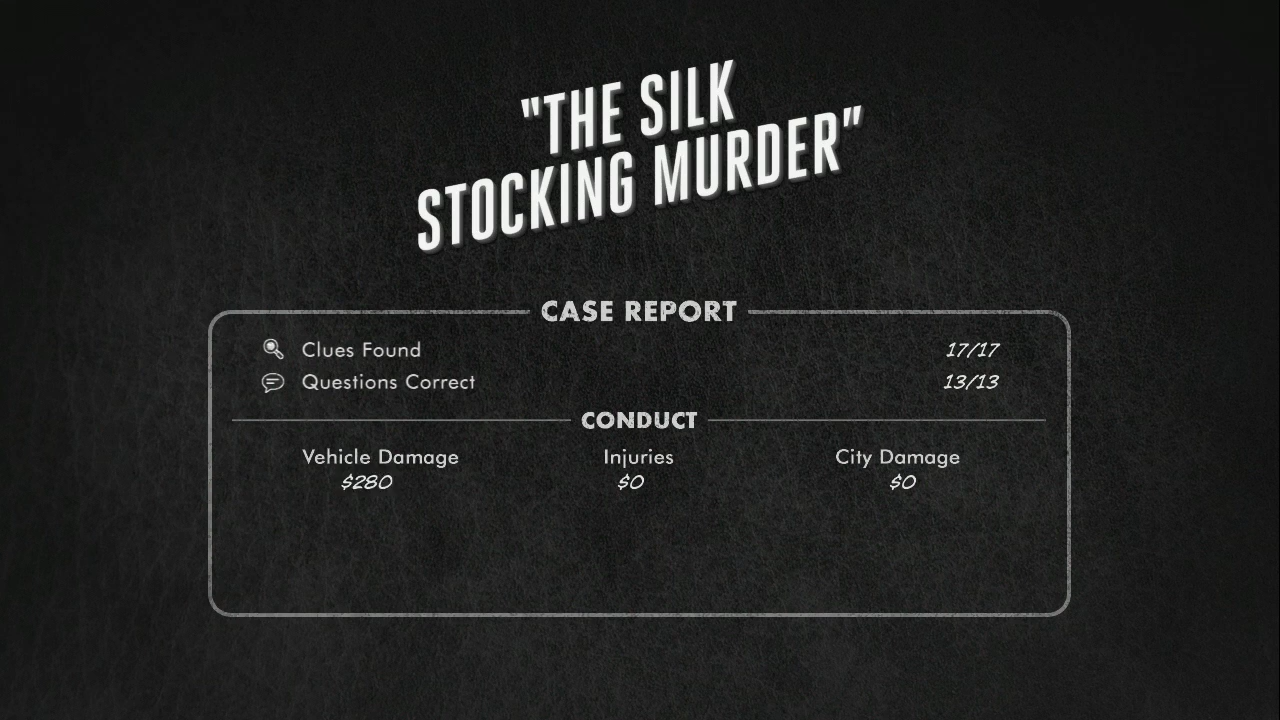 "THE SILK
STOCKING MURDER"
CASE REPORT
Clues Found 17/17
Questions Correct 13/13
CONDUCT
Vehicle Damage Injuries City Damage
$280 $0 $0